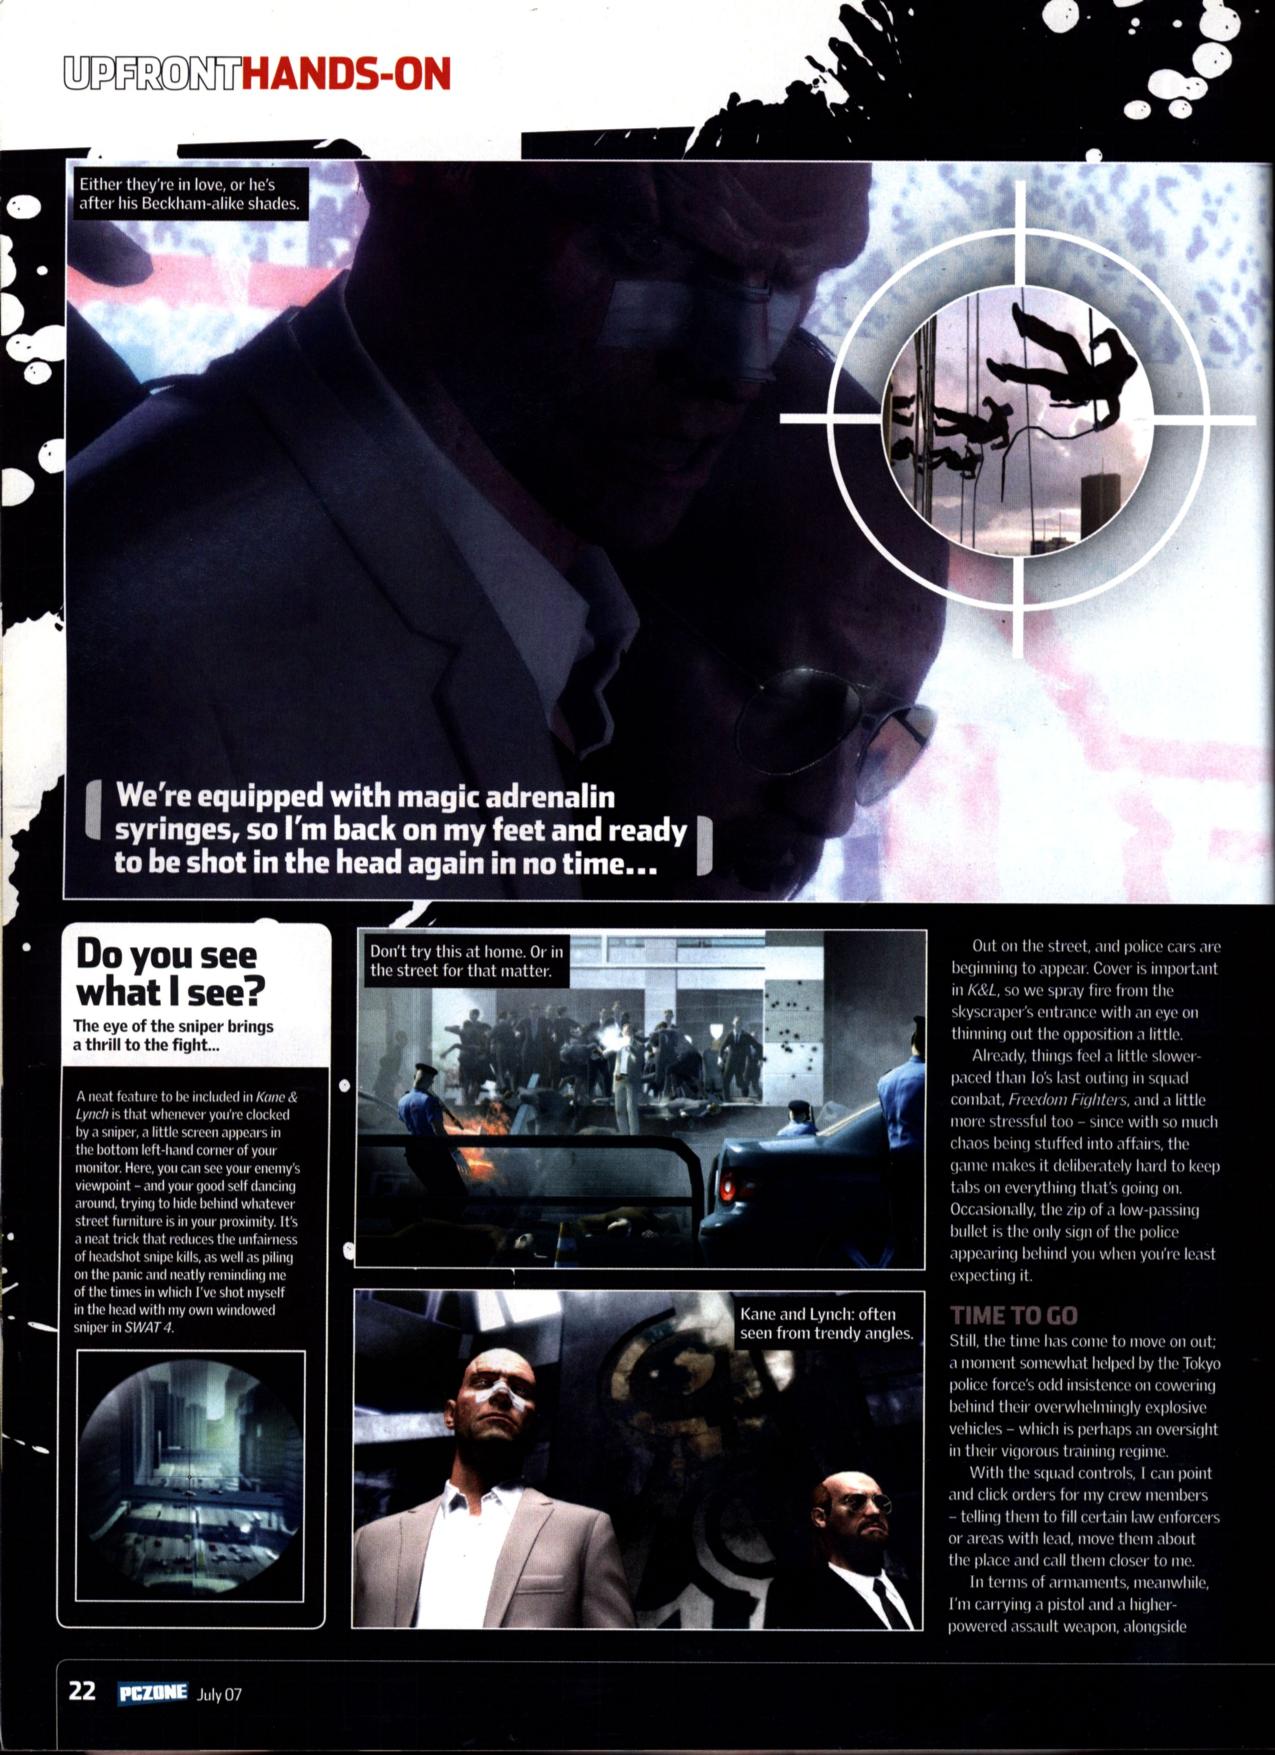 UPFRONTHANDS-ON
Either they're in love, or he's
after his Beckham-alike shades.
We're equipped with magic adrenalin
syringes, so I'm back on my feet and ready
to be shot in the head again in no time...
Do you see
what I see?
The eye of the sniper brings
a thrill to the fight...
A neat feature to be included in Kane &
Lynch is that whenever you're clocked
by a sniper, a little screen appears in
the bottom left-hand corner of your
monitor. Here, you can see your enemy's
viewpoint – and your good self dancing
around, trying to hide behind whatever
street furniture is in your proximity. It's
a neat trick that reduces the unfairness
of headshot snipe kills, as well as piling
on the panic and neatly reminding me
of the times in which I've shot myself
in the head with my own windowed
sniper in SWAT 4.
Don't try this at home. Or in
the street for that matter.
Kane and Lynch: often
seen from trendy angles.
Out on the street, and police cars are
beginning to appear. Cover is important
in K&L, so we spray fire from the
skyscraper's entrance with an eye on
thinning out the opposition a little.
Already, things feel a little slower-
paced than Io's last outing in squad
combat, Freedom Fighters, and a little
more stressful too – since with so much
chaos being stuffed into affairs, the
game makes it deliberately hard to keep
tabs on everything that's going on.
Occasionally, the zip of a low-passing
bullet is the only sign of the police
appearing behind you when you're least
expecting it.
TIME TO GO
Still, the time has come to move on out;
a moment somewhat helped by the Tokyo
police force's odd insistence on cowering
behind their overwhelmingly explosive
vehicles – which is perhaps an oversight
in their vigorous training regime.
With the squad controls, I can point
and click orders for my crew members
– telling them to fill certain law enforcers
or areas with lead, move them about
the place and call them closer to me.
In terms of armaments, meanwhile,
I'm carrying a pistol and a higher-
powered assault weapon, alongside
22 PCZONE July 07